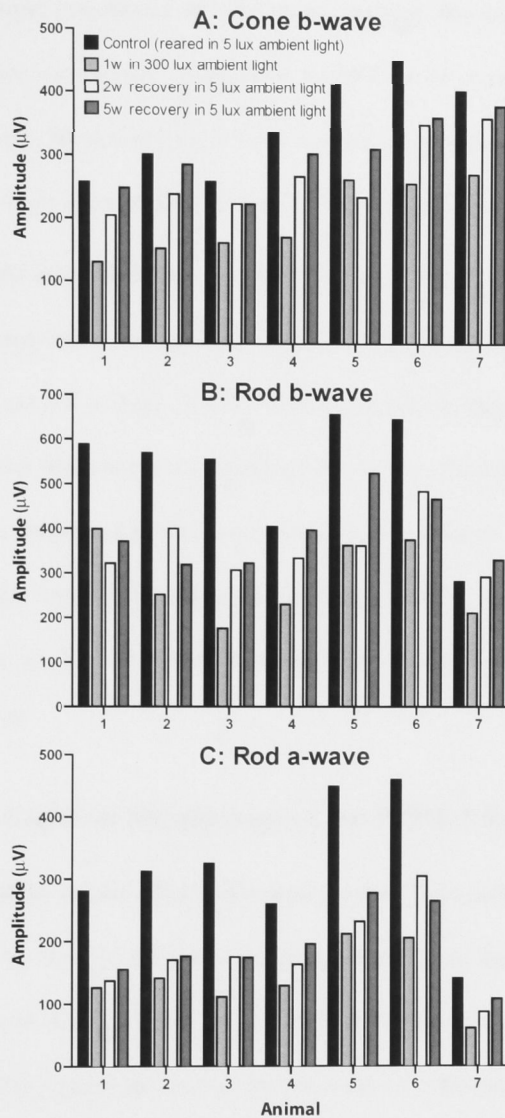 A: Cone b-wave
Control (reared in 5 lux ambient light)
1w in 300 lux ambient light
2w recovery in 5 lux ambient light
5w recovery in 5 lux ambient light
Amplitude (µV)
500
400
300
200
100
0
1 2 3 4 5 6 7
B: Rod b-wave
Amplitude (µV)
700
600
500
400
300
200
100
0
1 2 3 4 5 6 7
C: Rod a-wave
Amplitude (µV)
500
400
300
200
100
0
1 2 3 4 5 6 7
Animal